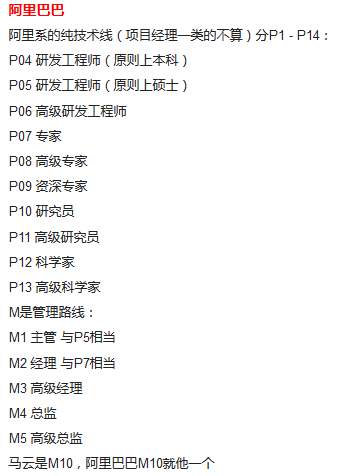 阿里巴巴
阿里系的纯技术线（项目经理一类的不算）分P1 - P14：
P04 研发工程师（原则上本科）
P05 研发工程师（原则上硕士）
P06 高级研发工程师
P07 专家
P08 高级专家
P09 资深专家
P10 研究员
P11 高级研究员
P12 科学家
P13 高级科学家
M是管理路线：
M1 主管 与P5相当
M2 经理 与P7相当
M3 高级经理
M4 总监
M5 高级总监
马云是M10，阿里巴巴M10就他一个